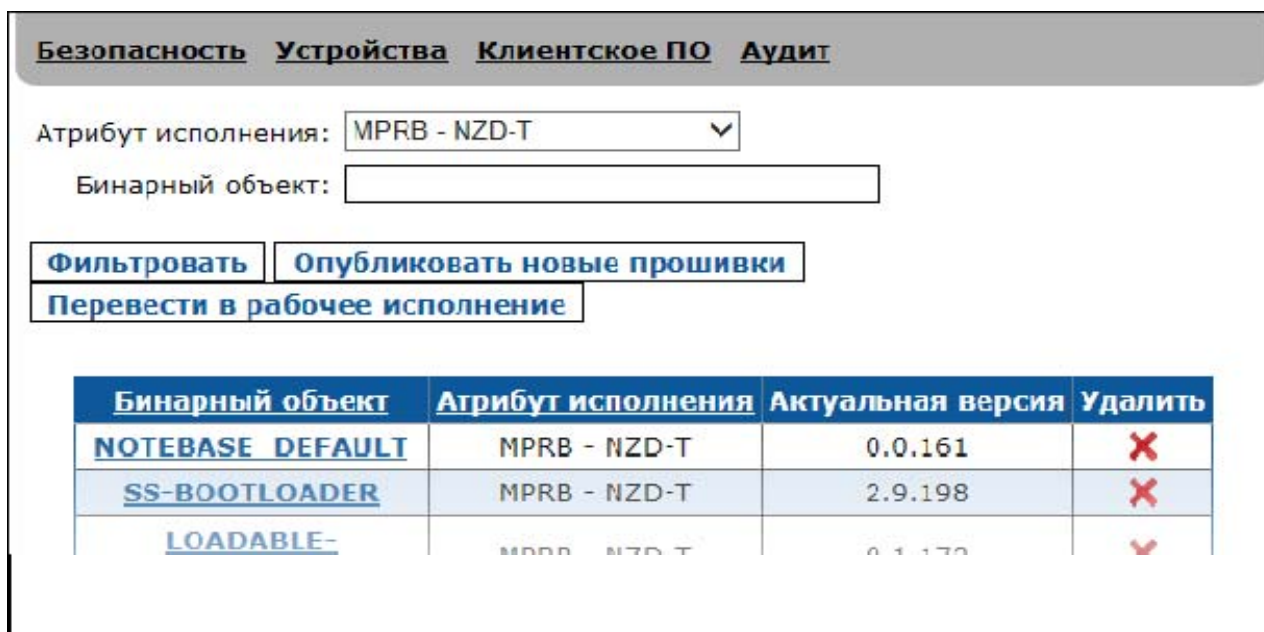 Безопасность Устройства Клиентское ПО Аудит
Атрибут исполнения: MPRB - NZD-T
Бинарный объект:
Фильтровать Опубликовать новые прошивки
Перевести в рабочее исполнение
Бинарный объект Атрибут исполнения Актуальная версия Удалить
NOTEBASE_DEFAULT MPRB - NZD-T 0.0.161
SS-BOOTLOADER MPRB - NZD-T 2.9.198
LOADABLE- MPRB - NZD-T